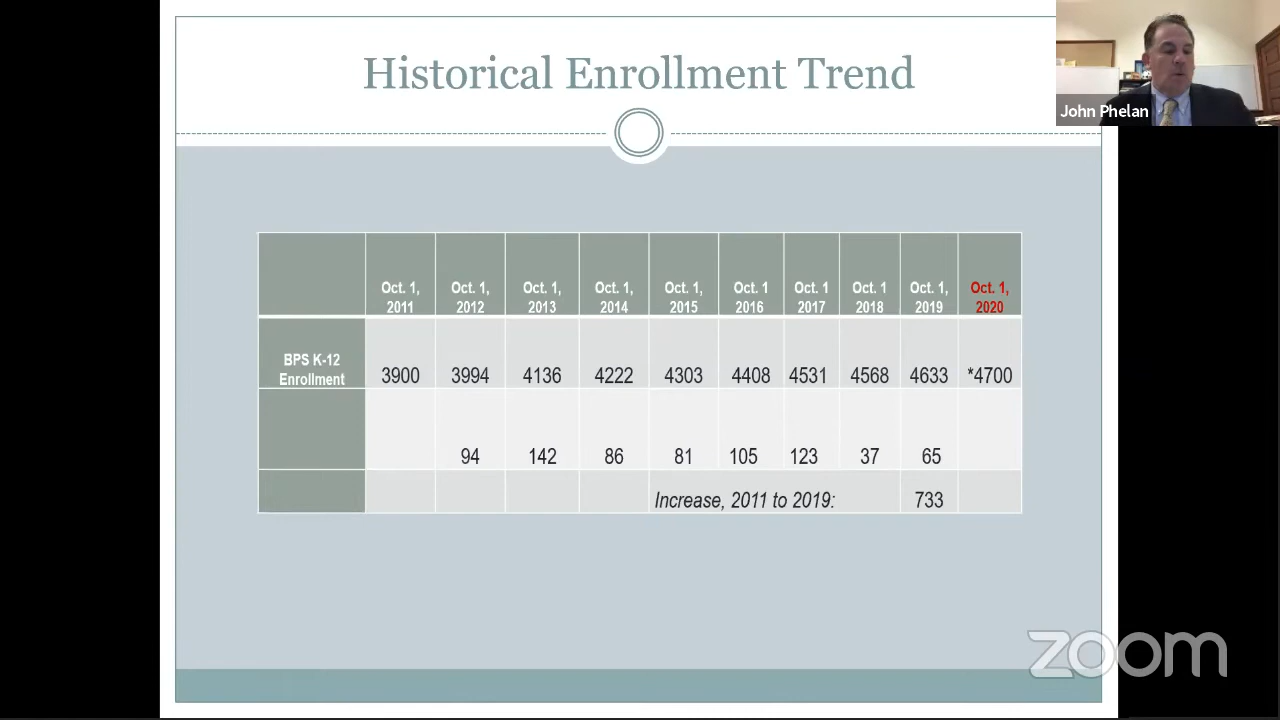 Historical Enrollment Trend
John Phelan
Oct. 1, 2011 Oct. 1, 2012 Oct. 1, 2013 Oct. 1, 2014 Oct. 1, 2015 Oct. 1 2016 Oct. 1 2017 Oct. 1 2018 Oct. 1, 2019 Oct. 1, 2020
BPS K-12 Enrollment 3900 3994 4136 4222 4303 4408 4531 4568 4633 *4700
94 142 86 81 105 123 37 65
Increase, 2011 to 2019: 733
zoom